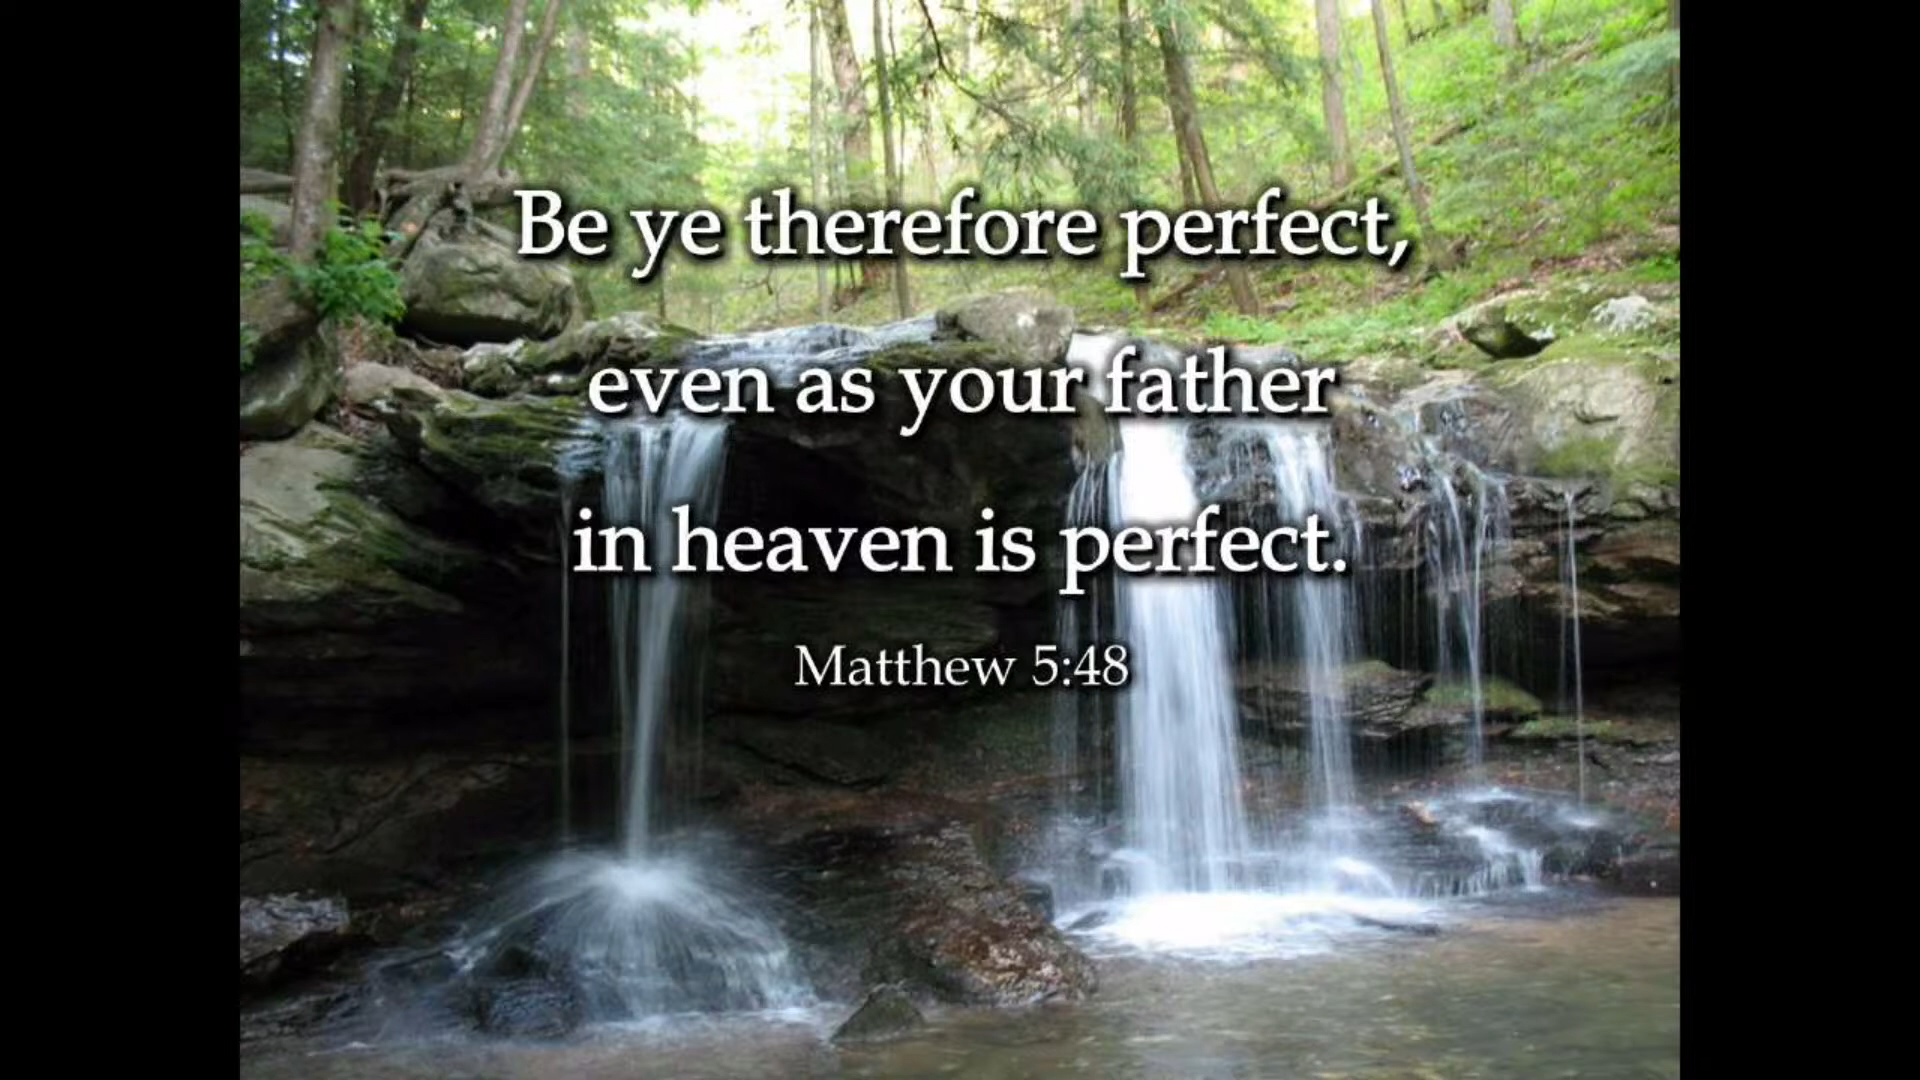 Be ye therefore perfect,
even as your father
in heaven is perfect.
Matthew 5:48